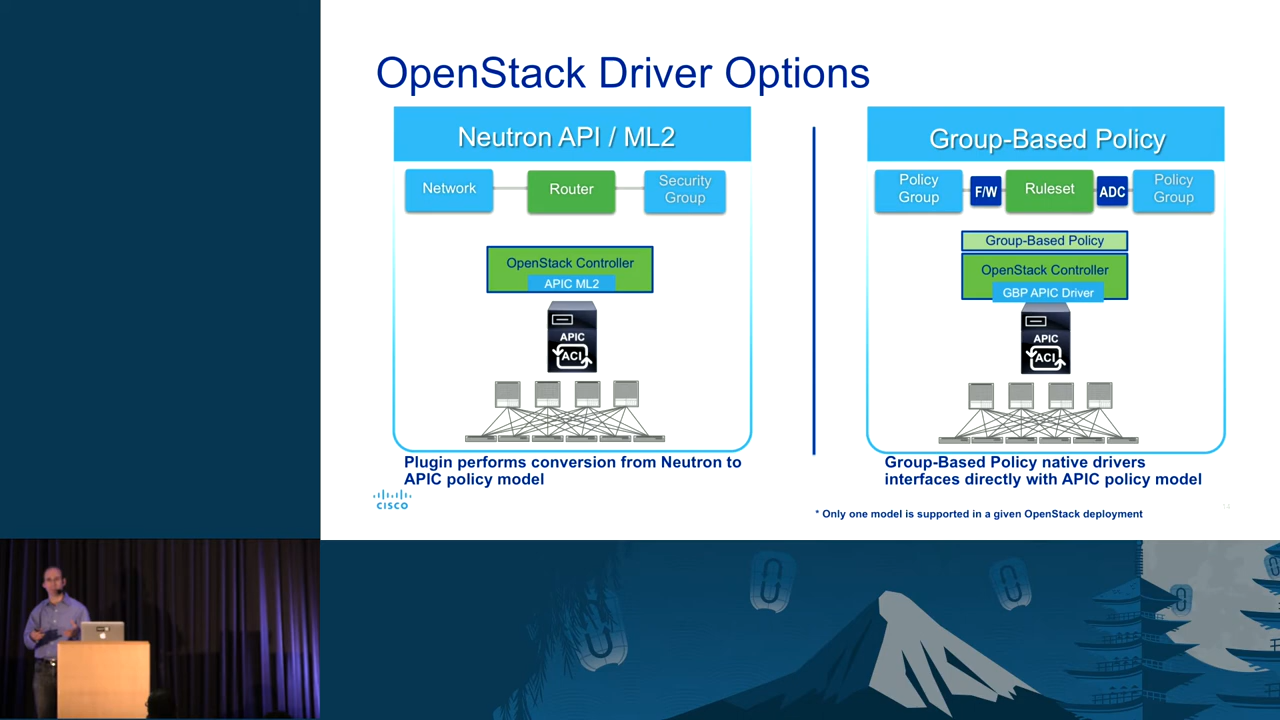 OpenStack Driver Options
Neutron API / ML2
Network
Router
Security
Group
OpenStack Controller
APIC ML2
APIC
ACI
Plugin performs conversion from Neutron to
APIC policy model
Group-Based Policy
Policy
Group
F/W
Ruleset
ADC
Policy
Group
Group-Based Policy
OpenStack Controller
GBP APIC Driver
APIC
ACI
Group-Based Policy native drivers
interfaces directly with APIC policy model
CISCO
* Only one model is supported in a given OpenStack deployment
14